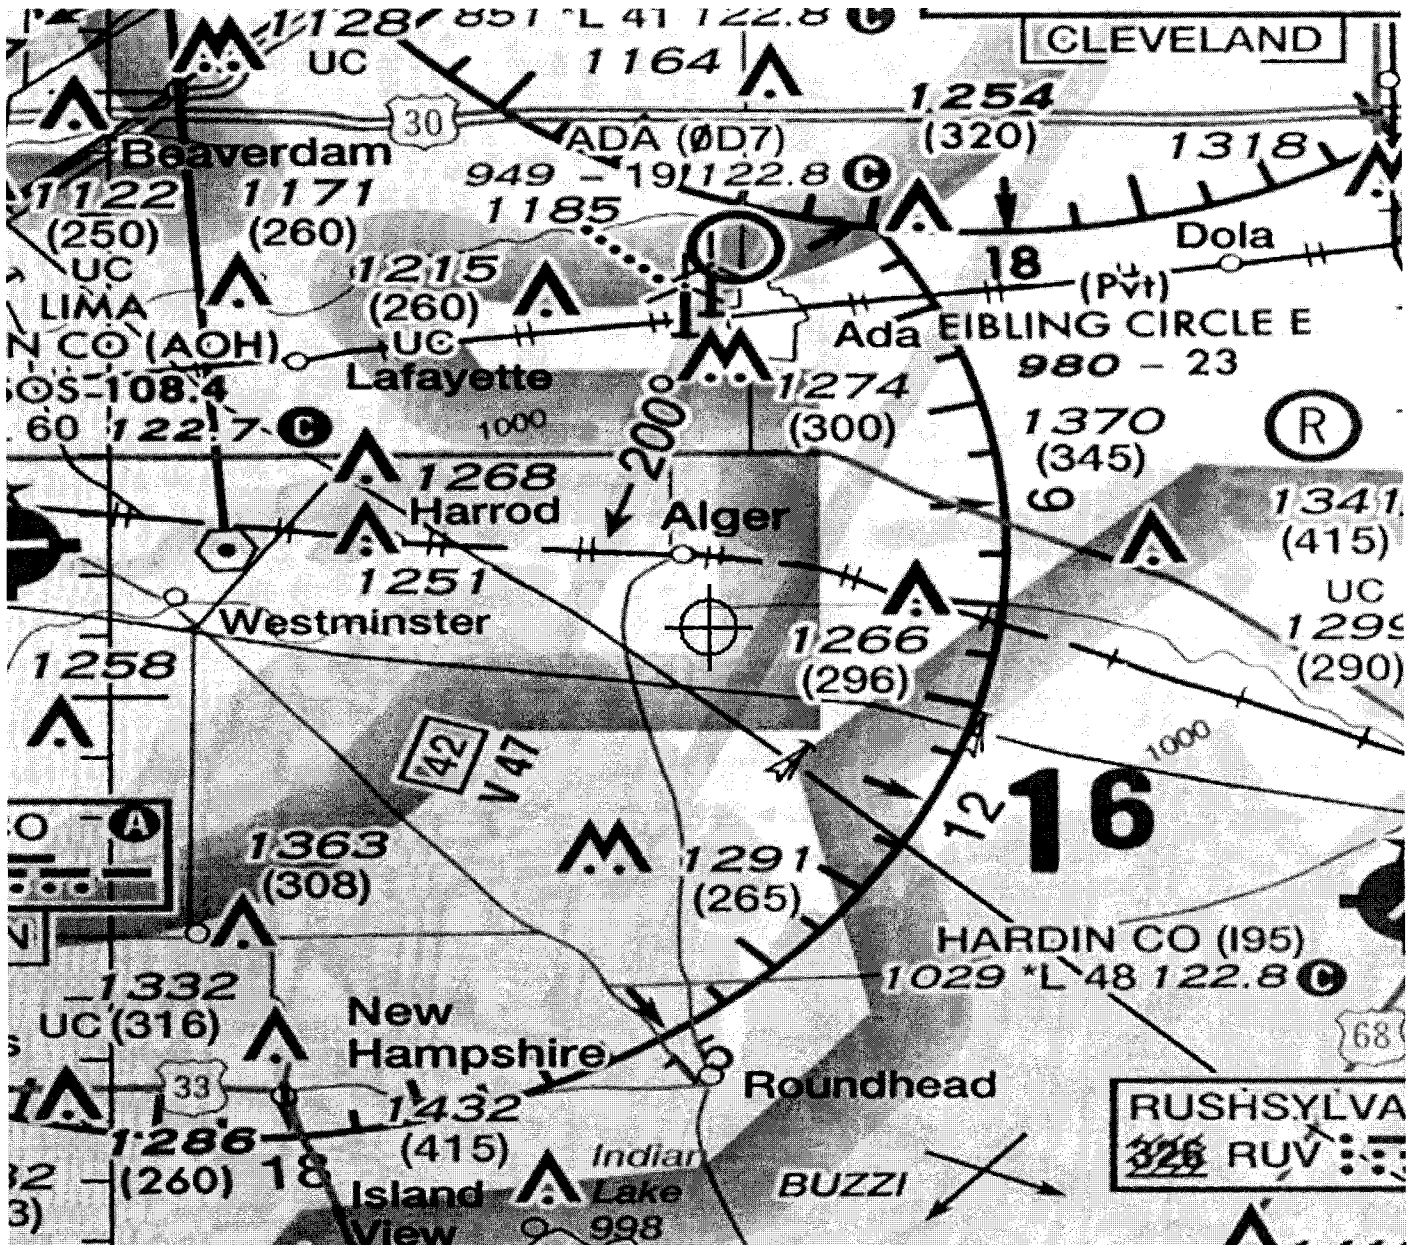 1128
UC
851 *L 41 122.8 C
1164
CLEVELAND
30
1254
(320)
1318
Beaverdam
ADA (ØD7)
949 - 19 122.8 C
1122
(250)
UC
1171
(260)
1185
1215
(260)
UC
Dola
18
(Pvt)
LIMA
N CO (AOH)
108.4
60 122.7 C
Lafayette
Ada
EIBLING CIRCLE E
980 - 23
1274
(300)
1000
200°
1370
(345)
R
1268
Harrod
Alger
9
1341
(415)
1251
UC
1299
(290)
Westminster
1266
(296)
1258
42
V 47
1000
16
12
CO A
1363
(308)
1291
(265)
HARDIN CO (I95)
1029 *L 48 122.8 C
1332
UC (316)
New
Hampshire
15
68
33
Roundhead
1432
(415)
1286
(260)
18
RUSHSYLVA
326 RUV
Indian
Lake
998
BUZZI
Island
View